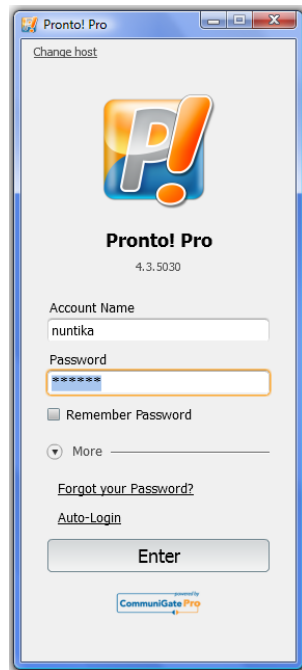 Pronto! Pro
Change host
P!
Pronto! Pro
4.3.5030
Account Name
nuntika
Password
******
Remember Password
More
Forgot your Password?
Auto-Login
Enter
powered by
CommuniGate Pro